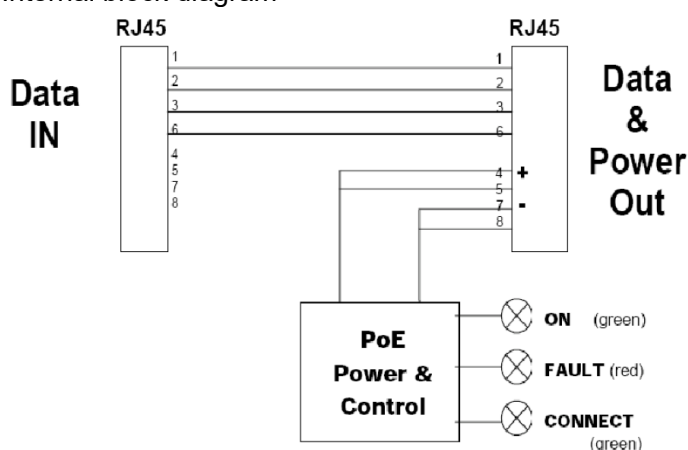 Internal block diagram
RJ45
RJ45
Data
IN
1
2
3
6
4
5
7
8
1
2
3
6
4 +
5
7 -
8
Data
&
Power
Out
PoE
Power &
Control
ON (green)
FAULT (red)
CONNECT
(green)